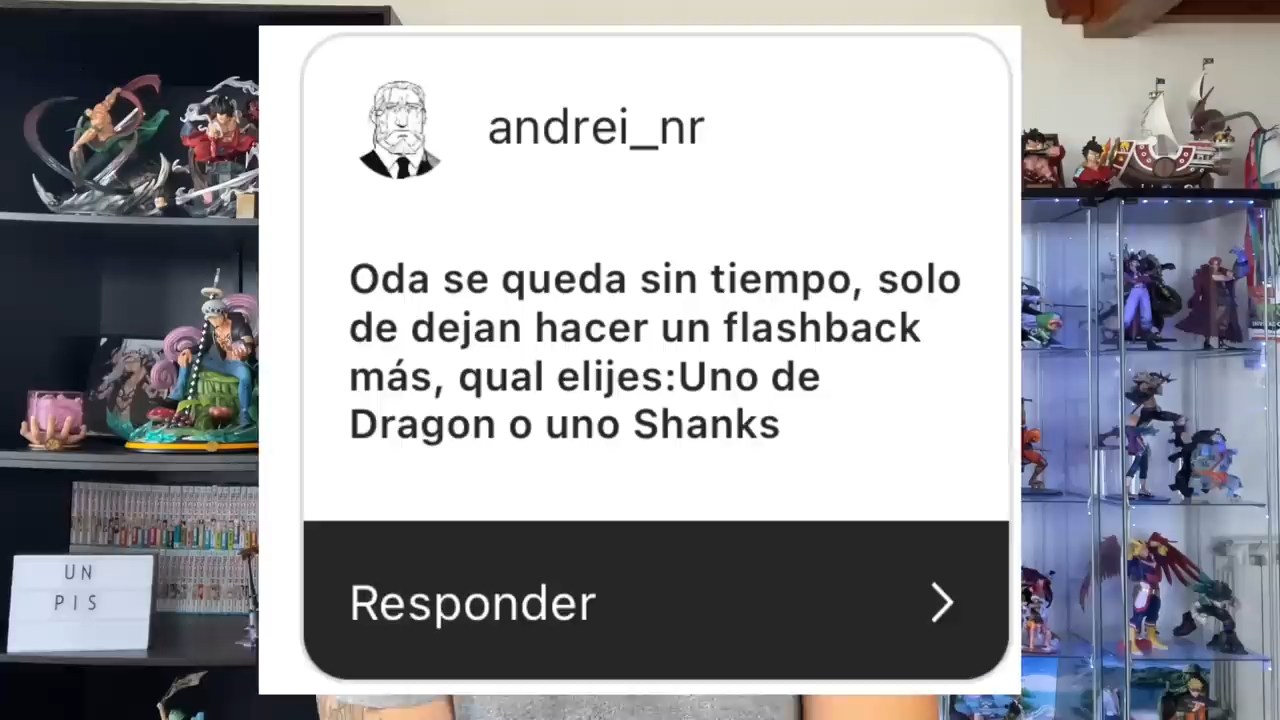 andrei_nr
Oda se queda sin tiempo, solo
de dejan hacer un flashback
más, qual elijes:Uno de
Dragon o uno Shanks
Responder
UN
PIS